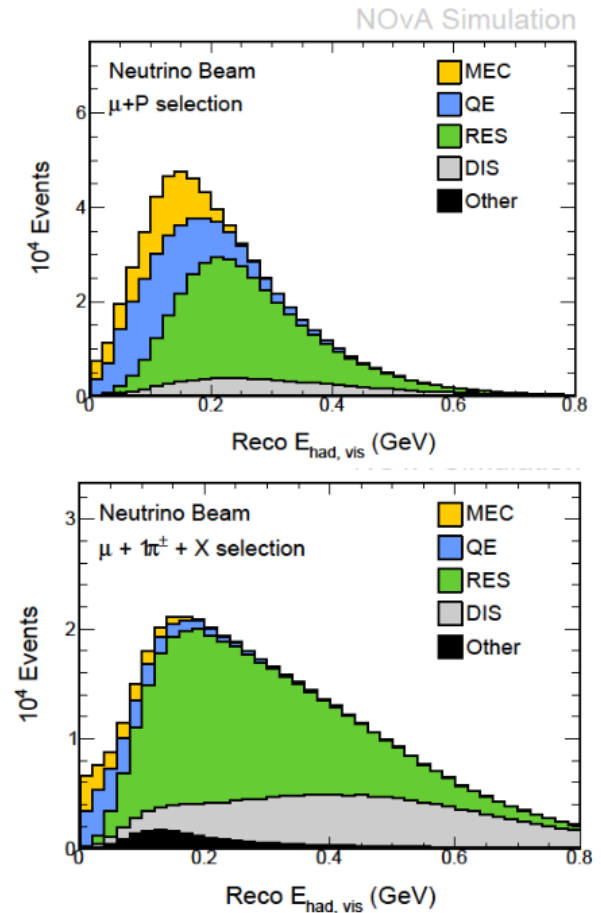 NOvA Simulation
Neutrino Beam
μ+P selection
MEC
QE
RES
DIS
Other
10⁴ Events
6
4
2
0
0 0.2 0.4 0.6 0.8
Reco E_had, vis (GeV)
NOvA Simulation
Neutrino Beam
μ + 1π± + X selection
MEC
QE
RES
DIS
Other
10⁴ Events
3
2
1
0
0 0.2 0.4 0.6 0.8
Reco E_had, vis (GeV)